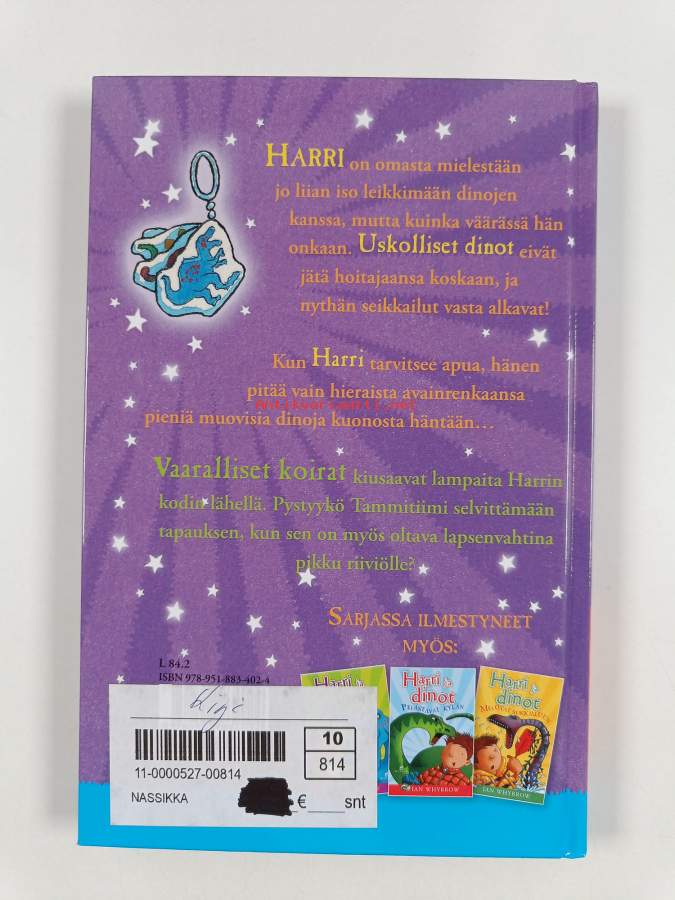 HARRI on omasta mielestään
jo liian iso leikkimään dinojen
kanssa, mutta kuinka väärässä hän
onkaan. Uskolliset dinot eivät
jätä hoitajaansa koskaan, ja
nythän seikkailut vasta alkavat!
Kun Harri tarvitsee apua, hänen
pitää vain hieraista avainrenkaansa
pieniä muovisia dinoja kuonosta häntään…
Vaaralliset koirat kiusaavat lampaita Harrin
kodin lähellä. Pystyykö Tammitiimi selvittämään
tapauksen, kun sen on myös oltava lapsenvahtina
pikku riiviölle?
SARJASSA ILMESTYNEET
MYÖS:
L 84.2
ISBN 978-951-883-402-4
Harri &
Harri &
dinot
PELASTAVAT KYLÄN
IAN WHYBROW
Harri &
dinot
IAN WHYBROW
10
814
11-0000527-00814
NASSIKKA
€ ____ snt